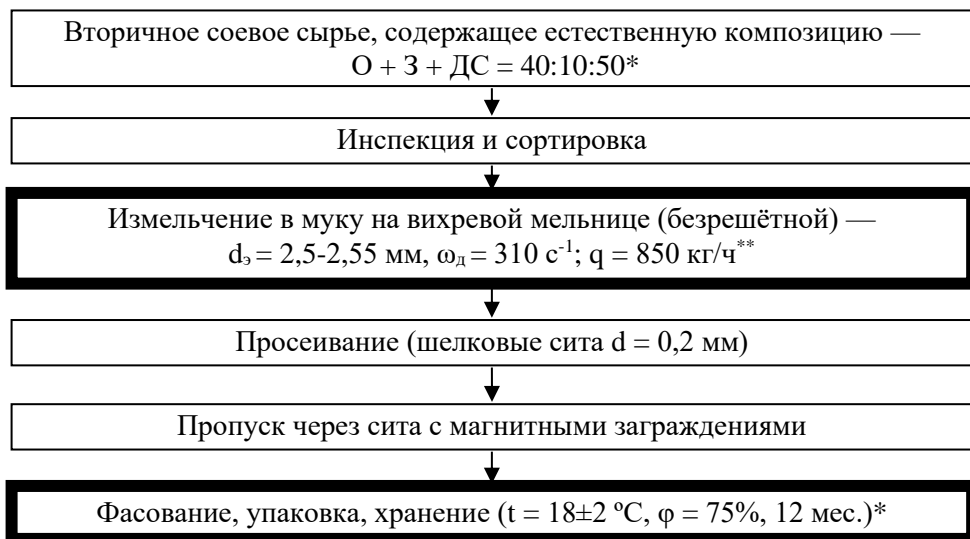 Вторичное соевое сырье, содержащее естественную композицию —
О + З + ДС = 40:10:50*
Инспекция и сортировка
Измельчение в муку на вихревой мельнице (безрешётной) —
dэ = 2,5-2,55 мм, ωд = 310 с-1; q = 850 кг/ч**
Просеивание (шелковые сита d = 0,2 мм)
Пропуск через сита с магнитными заграждениями
Фасование, упаковка, хранение (t = 18±2 ºС, φ = 75%, 12 мес.)*